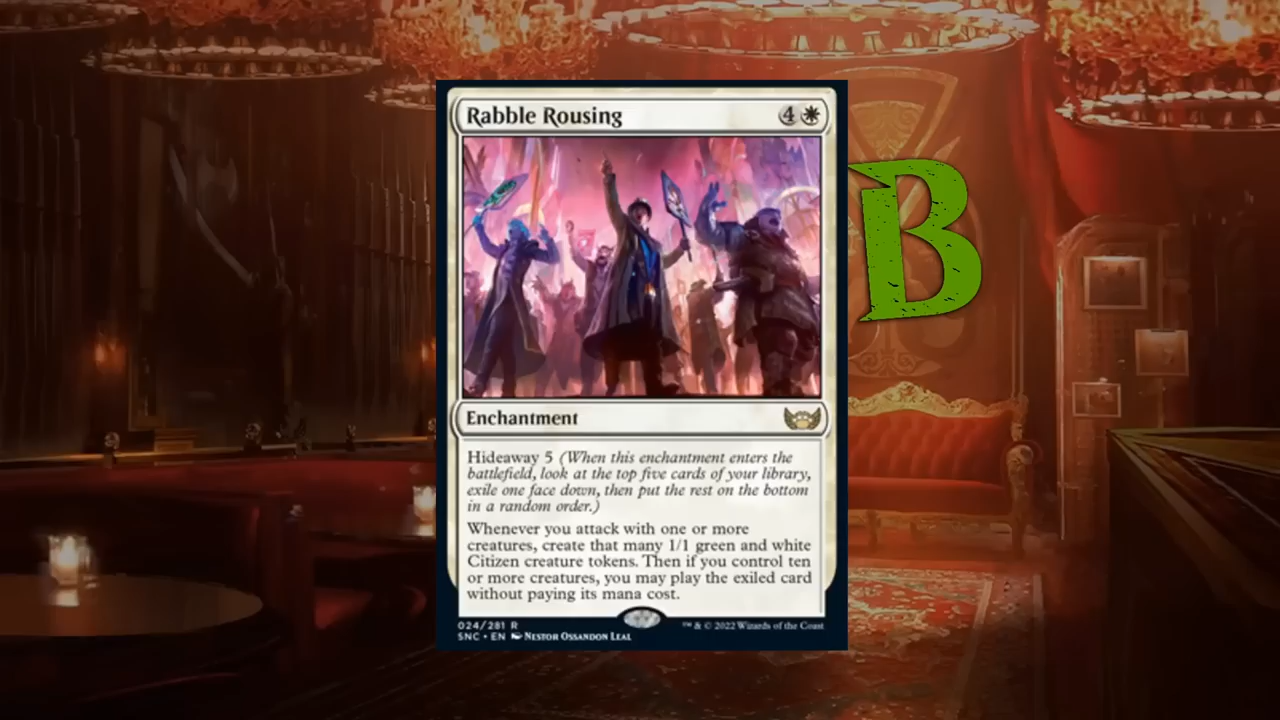 Rabble Rousing
4
B
Enchantment
Hideaway 5 (When this enchantment enters the
battlefield, look at the top five cards of your library,
exile one face down, then put the rest on the bottom
in a random order.)
Whenever you attack with one or more
creatures, create that many 1/1 green and white
Citizen creature tokens. Then if you control ten
or more creatures, you may play the exiled card
without paying its mana cost.
024/281 R
™ & © 2022 Wizards of the Coast
SNC • EN NESTOR OSSANDON LEAL